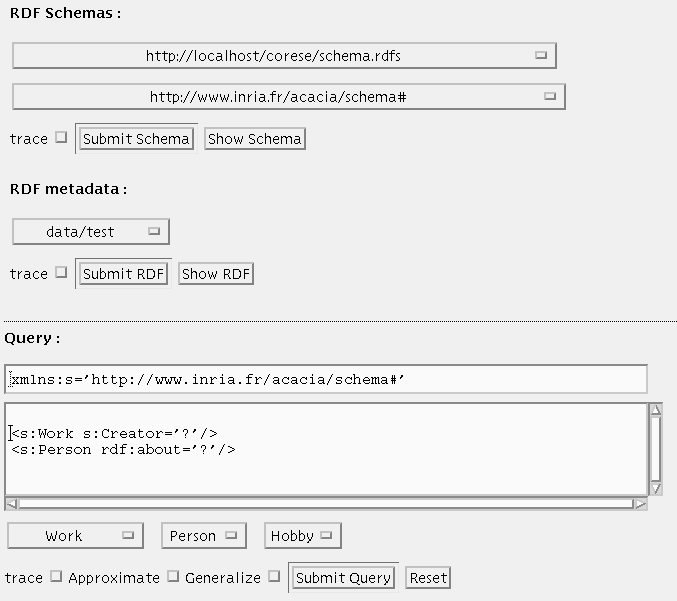 RDF Schemas :
http://localhost/corese/schema.rdfs
http://www.inria.fr/acacia/schema#
trace Submit Schema Show Schema
RDF metadata :
data/test
trace Submit RDF Show RDF
Query :
xmlns:s='http://www.inria.fr/acacia/schema#'
<s:Work s:Creator='?'/>
<s:Person rdf:about='?'/>
Work Person Hobby
trace Approximate Generalize Submit Query Reset